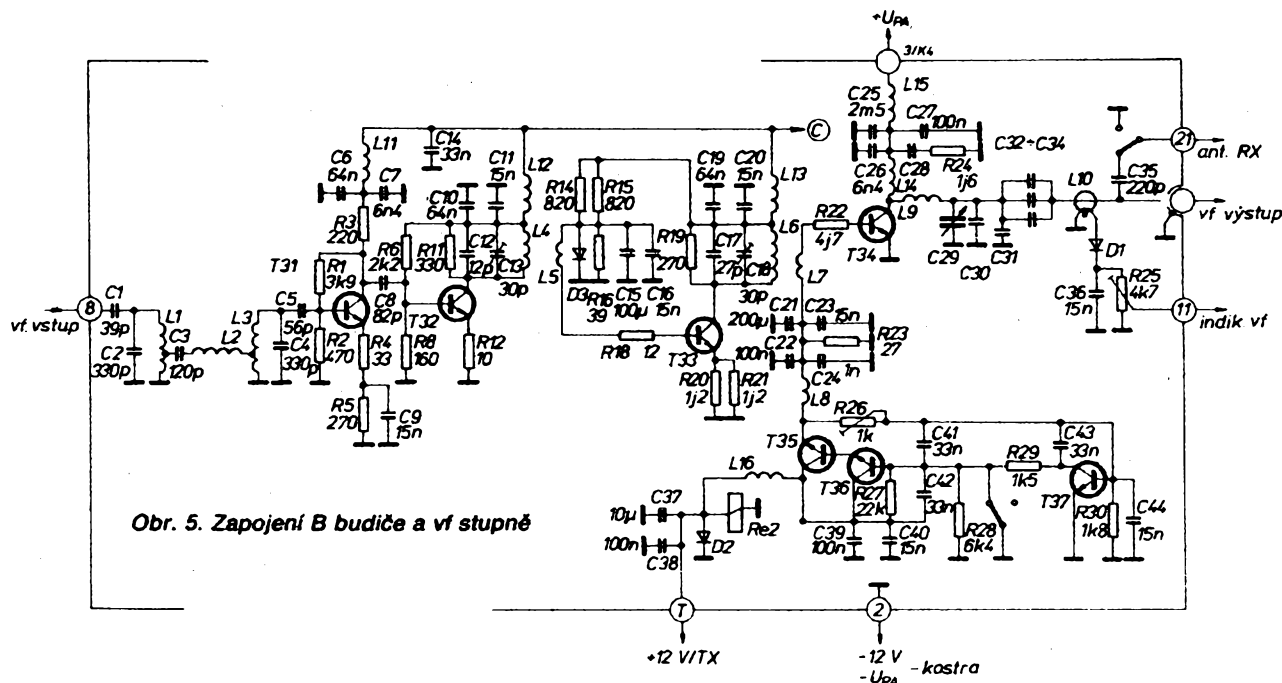 +U_PA
3/K4
C25
2m5
L15
C27
100n
C26
6n4
C28
R24
1j6
C32÷C34
L14
L9
L10
C35
220p
21
ant. RX
vf výstup
C
L11
C14
33n
C11
15n
L12
C6
64n
C7
6n4
R3
220
C10
64n
R14
820
R15
820
C19
64n
C20
15n
L13
L4
L6
R22
4j7
T34
C29
C30
C31
D1
R25
4k7
C36
15n
11
indik. vf
T31
R1
3k9
R6
2k2
R11
330
C12
12p
C13
30p
L5
D3
R16
39
C15
100µ
C16
15n
R19
270
C17
27p
C18
30p
L7
8
vf. vstup
C1
39p
L1
C3
120p
C2
330p
L2
L3
C5
56p
C4
330p
R2
470
C8
82p
T32
R4
33
R8
160
R12
10
R18 12
T33
C21
200µ
C23
15n
R23
27
100n
C22
C24
1n
L8
R5
270
C9
15n
R20
1j2
R21
1j2
R26
1k
T35
T36
C41
33n
R29
1k5
C43
33n
T37
L16
R27
22k
C42
33n
R28
6k4
R30
1k8
C44
15n
C37
10µ
100n
C38
D2
Re2
C39
100n
C40
15n
Obr. 5. Zapojení B budiče a vf stupně
T
+12 V/TX
2
-12 V
-U_PA
-kostra